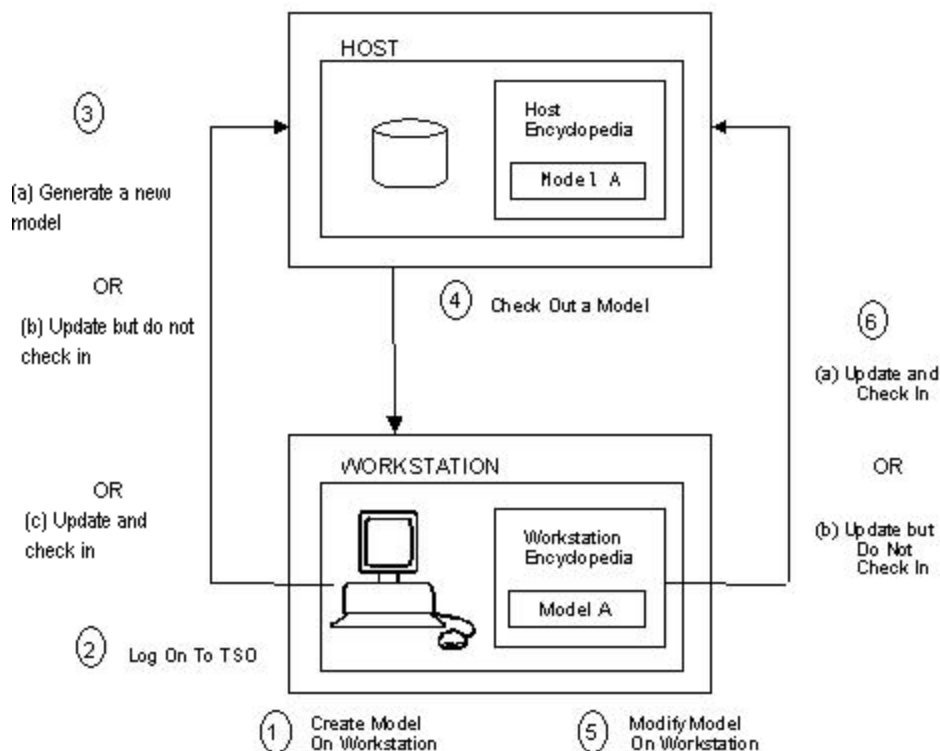 HOST
3
Host
Encyclopedia
Model A
(a) Generate a new
model
OR
(b) Update but do not
check in
4
Check Out a Model
6
(a) Update and
Check In
OR
(b) Update but
Do Not
Check In
OR
(c) Update and
check in
WORKSTATION
Workstation
Encyclopedia
Model A
2
Log On To TSO
1
Create Model
On Workstation
5
Modify Model
On Workstation